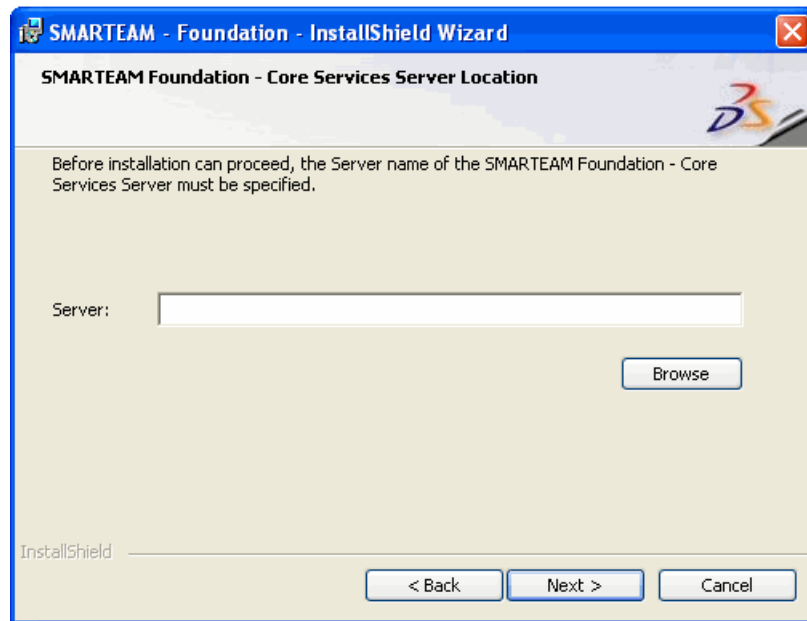 SMARTEAM - Foundation - InstallShield Wizard
SMARTEAM Foundation - Core Services Server Location
DS
Before installation can proceed, the Server name of the SMARTEAM Foundation - Core
Services Server must be specified.
Server:
Browse
InstallShield
< Back Next > Cancel